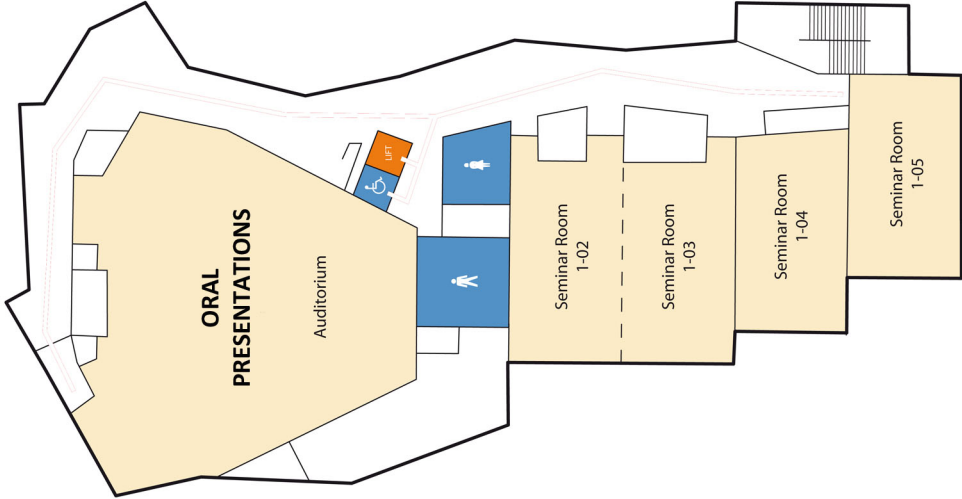 ORAL
PRESENTATIONS
Auditorium
LIFT
Seminar Room
1-02
Seminar Room
1-03
Seminar Room
1-04
Seminar Room
1-05